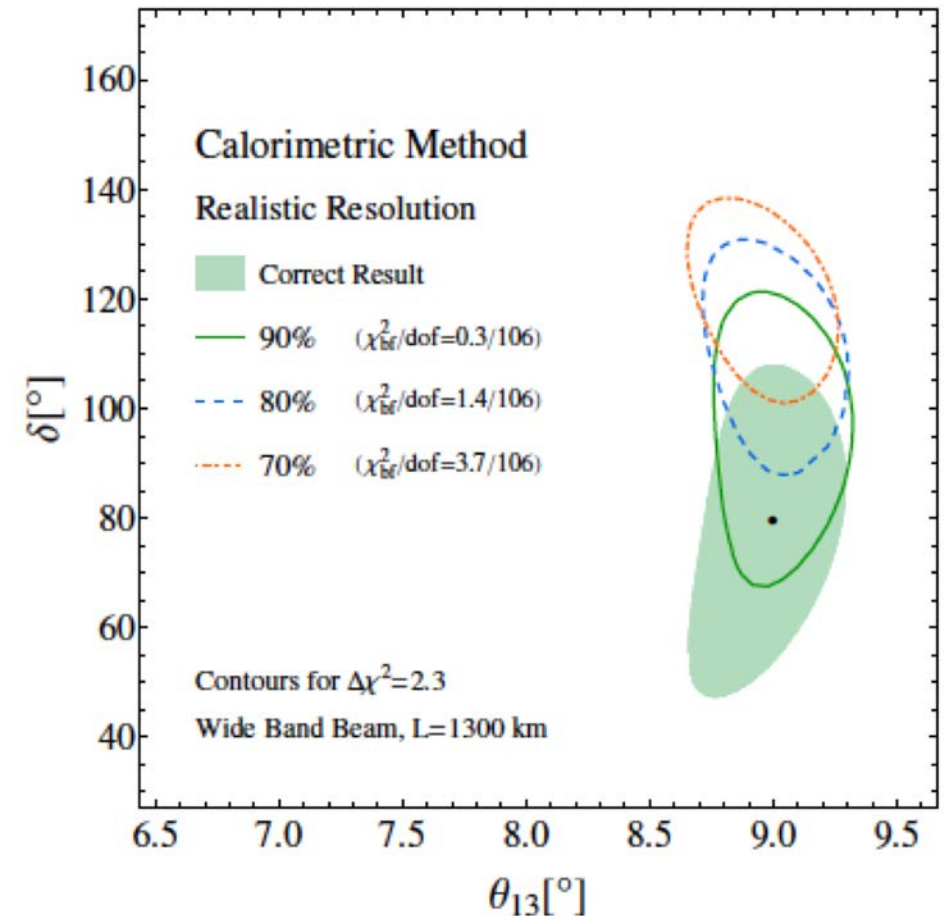 160
140
120
100
80
60
40
δ[°]
Calorimetric Method
Realistic Resolution
Correct Result
90% (χ²bf/dof=0.3/106)
80% (χ²bf/dof=1.4/106)
70% (χ²bf/dof=3.7/106)
Contours for Δχ²=2.3
Wide Band Beam, L=1300 km
6.5 7.0 7.5 8.0 8.5 9.0 9.5
θ₁₃[°]